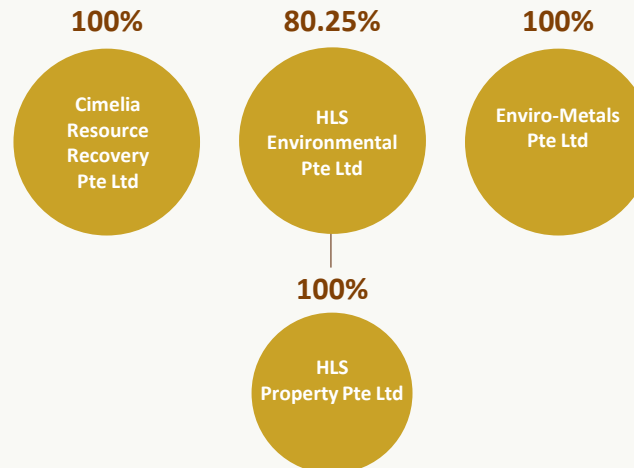 100%
80.25%
100%
Cimelia
Resource
Recovery
Pte Ltd
HLS
Environmental
Pte Ltd
Enviro-Metals
Pte Ltd
100%
HLS
Property Pte Ltd